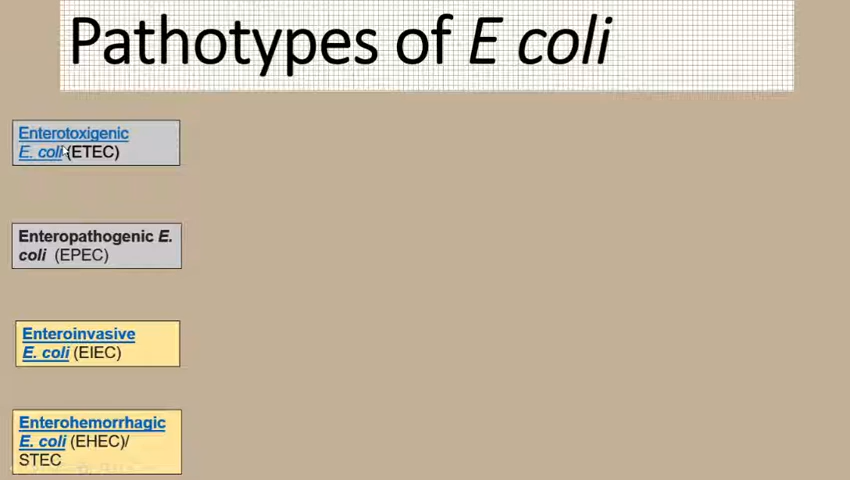 Pathotypes of E coli
Enterotoxigenic
E. coli (ETEC)
Enteropathogenic E.
coli (EPEC)
Enteroinvasive
E. coli (EIEC)
Enterohemorrhagic
E. coli (EHEC)/
STEC